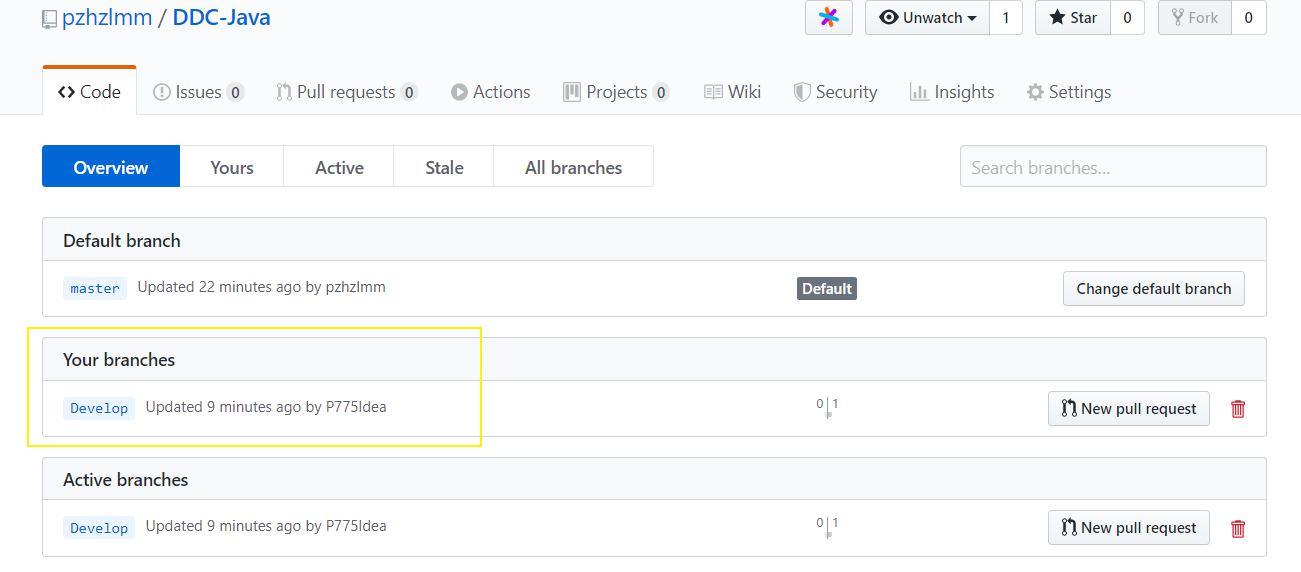 pzhzlmm / DDC-Java
Unwatch 1 Star 0 Fork 0
Code Issues 0 Pull requests 0 Actions Projects 0 Wiki Security Insights Settings
Overview Yours Active Stale All branches Search branches...
Default branch
master Updated 22 minutes ago by pzhzlmm Default Change default branch
Your branches
Develop Updated 9 minutes ago by P775Idea 0 1 New pull request
Active branches
Develop Updated 9 minutes ago by P775Idea 0 1 New pull request